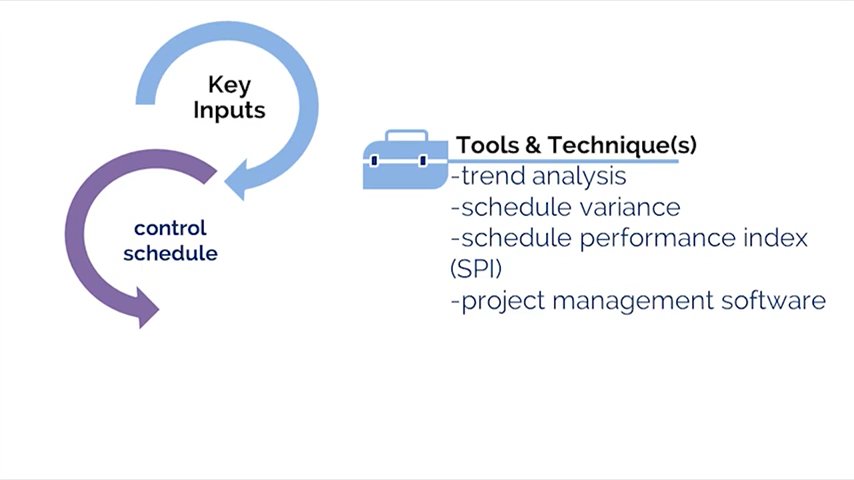 Key
Inputs
control
schedule
Tools & Technique(s)
-trend analysis
-schedule variance
-schedule performance index
(SPI)
-project management software